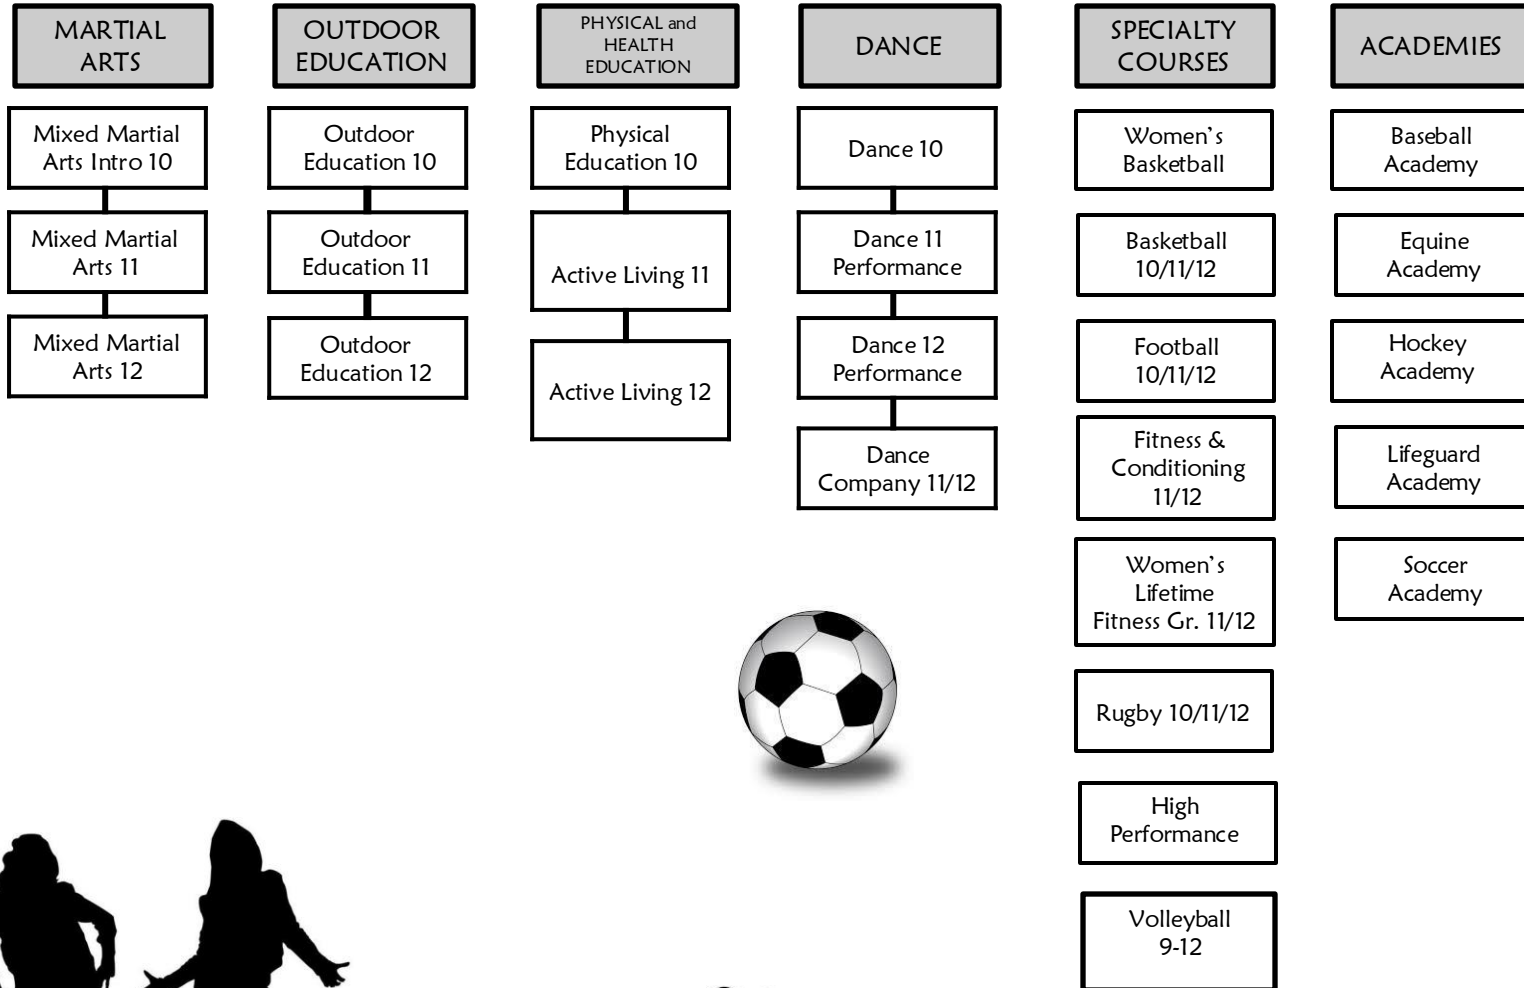 MARTIAL
ARTS
Mixed Martial
Arts Intro 10
Mixed Martial
Arts 11
Mixed Martial
Arts 12
OUTDOOR
EDUCATION
Outdoor
Education 10
Outdoor
Education 11
Outdoor
Education 12
PHYSICAL and
HEALTH
EDUCATION
Physical
Education 10
Active Living 11
Active Living 12
DANCE
Dance 10
Dance 11
Performance
Dance 12
Performance
Dance
Company 11/12
SPECIALTY
COURSES
Women's
Basketball
Basketball
10/11/12
Football
10/11/12
Fitness &
Conditioning
11/12
Women's
Lifetime
Fitness Gr. 11/12
Rugby 10/11/12
High
Performance
Volleyball
9-12
ACADEMIES
Baseball
Academy
Equine
Academy
Hockey
Academy
Lifeguard
Academy
Soccer
Academy